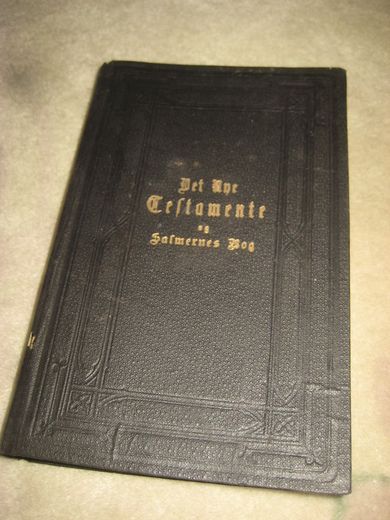 Det Nye
Testamente
og
Salmernes Bog